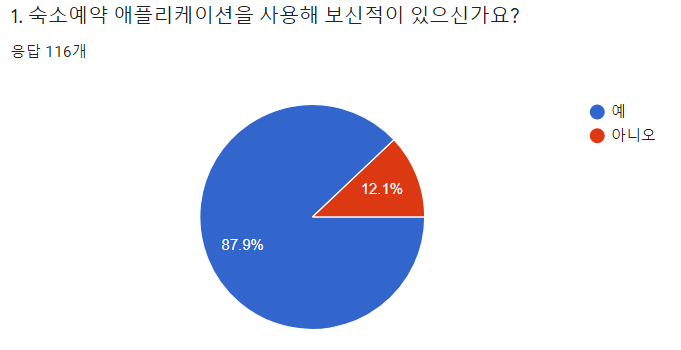 1. 숙소예약 애플리케이션을 사용해 보신적이 있으신가요?
응답 116개
예
아니오
12.1%
87.9%